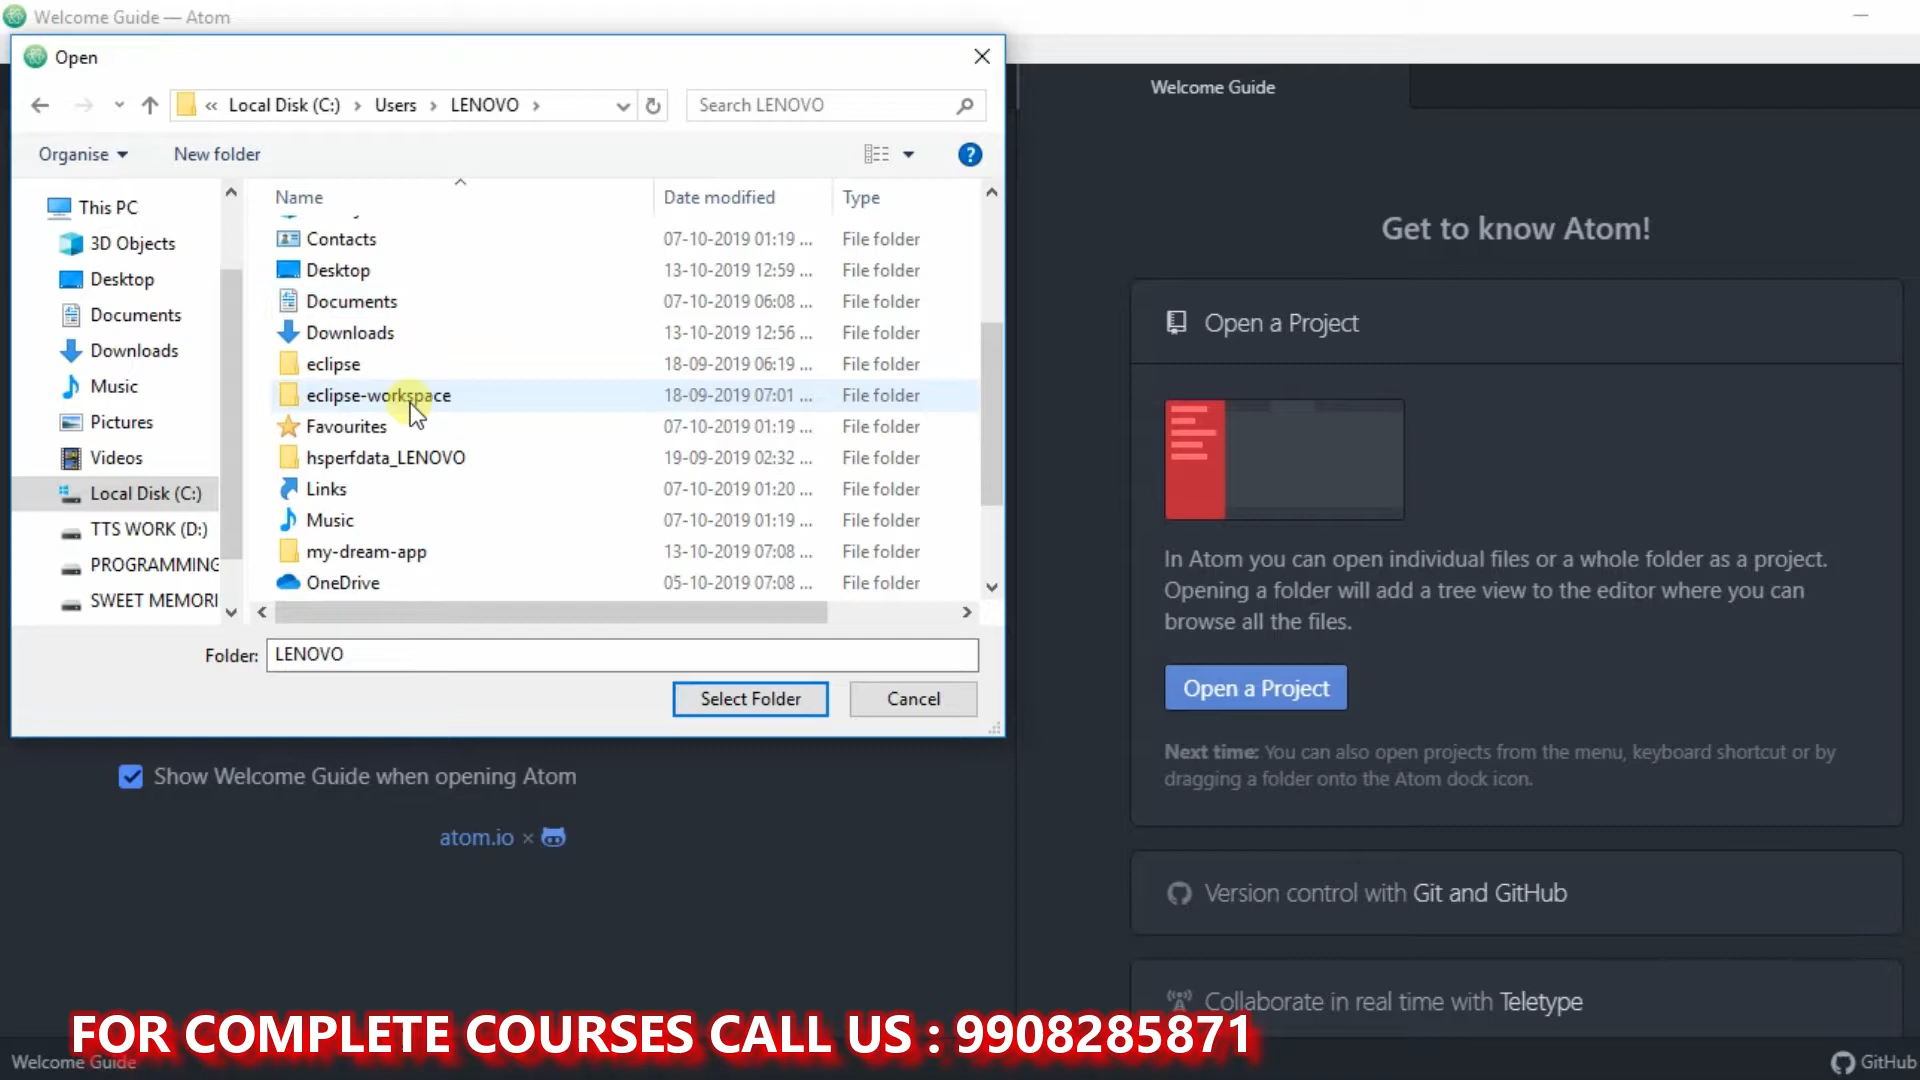 Welcome Guide — Atom
Open
« Local Disk (C:) > Users > LENOVO >
Search LENOVO
Organise
New folder
?
Name
Date modified
Type
This PC
3D Objects
Desktop
Documents
Downloads
Music
Pictures
Videos
Local Disk (C:)
TTS WORK (D:)
PROGRAMMING
SWEET MEMORI
Contacts 07-10-2019 01:19 ... File folder
Desktop 13-10-2019 12:59 ... File folder
Documents 07-10-2019 06:08 ... File folder
Downloads 13-10-2019 12:56 ... File folder
eclipse 18-09-2019 06:19 ... File folder
eclipse-workspace 18-09-2019 07:01 ... File folder
Favourites 07-10-2019 01:19 ... File folder
hsperfdata_LENOVO 19-09-2019 02:32 ... File folder
Links 07-10-2019 01:20 ... File folder
Music 07-10-2019 01:19 ... File folder
my-dream-app 13-10-2019 07:08 ... File folder
OneDrive 05-10-2019 07:08 ... File folder
Folder: LENOVO
Select Folder
Cancel
Show Welcome Guide when opening Atom
atom.io ×
Welcome Guide
Get to know Atom!
Open a Project
In Atom you can open individual files or a whole folder as a project.
Opening a folder will add a tree view to the editor where you can
browse all the files.
Open a Project
Next time: You can also open projects from the menu, keyboard shortcut or by
dragging a folder onto the Atom dock icon.
Version control with Git and GitHub
Collaborate in real time with Teletype
FOR COMPLETE COURSES CALL US : 9908285871
Welcome Guide
GitHub